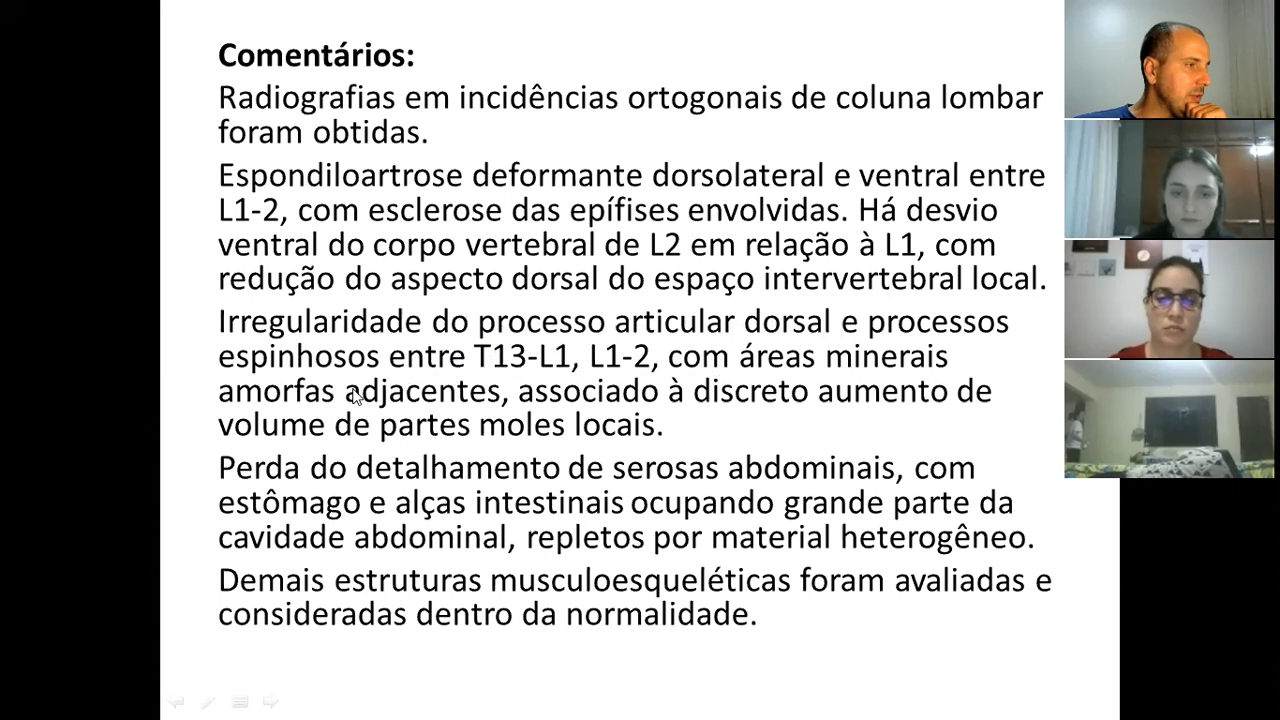 Comentários:
Radiografias em incidências ortogonais de coluna lombar
foram obtidas.
Espondiloartrose deformante dorsolateral e ventral entre
L1-2, com esclerose das epífises envolvidas. Há desvio
ventral do corpo vertebral de L2 em relação à L1, com
redução do aspecto dorsal do espaço intervertebral local.
Irregularidade do processo articular dorsal e processos
espinhosos entre T13-L1, L1-2, com áreas minerais
amorfas adjacentes, associado à discreto aumento de
volume de partes moles locais.
Perda do detalhamento de serosas abdominais, com
estômago e alças intestinais ocupando grande parte da
cavidade abdominal, repletos por material heterogêneo.
Demais estruturas musculoesqueléticas foram avaliadas e
consideradas dentro da normalidade.